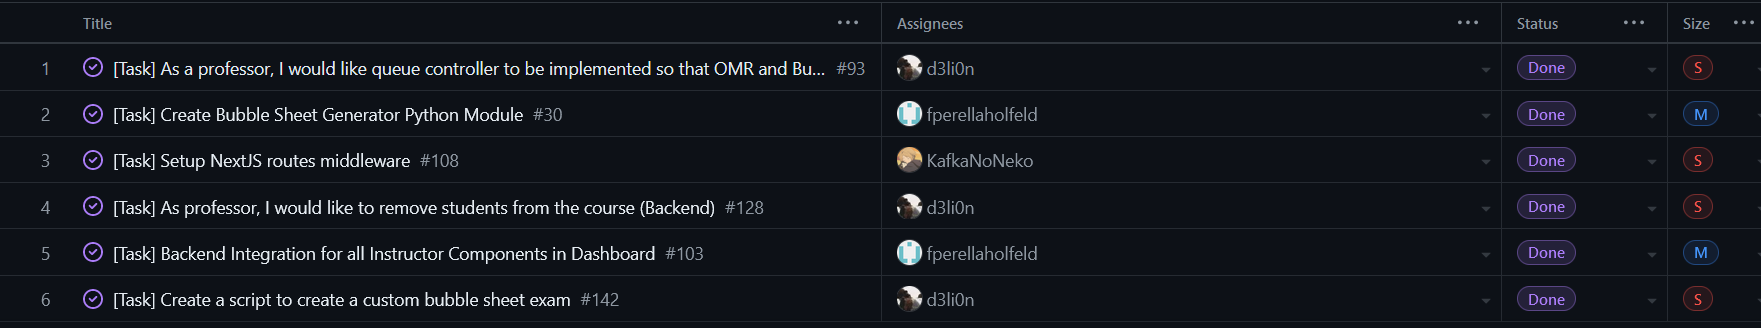 Title ... Assignees ... Status ... Size ...
1 [Task] As a professor, I would like queue controller to be implemented so that OMR and Bu... #93 d3li0n Done S
2 [Task] Create Bubble Sheet Generator Python Module #30 fperellaholfeld Done M
3 [Task] Setup NextJS routes middleware #108 KafkaNoNeko Done S
4 [Task] As professor, I would like to remove students from the course (Backend) #128 d3li0n Done S
5 [Task] Backend Integration for all Instructor Components in Dashboard #103 fperellaholfeld Done M
6 [Task] Create a script to create a custom bubble sheet exam #142 d3li0n Done S